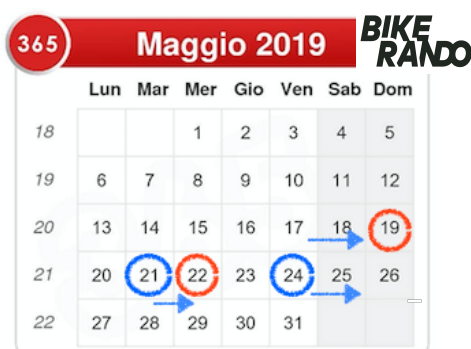 365
Maggio 2019
BIKE
RANDO
Lun Mar Mer Gio Ven Sab Dom
18 1 2 3 4 5
19 6 7 8 9 10 11 12
20 13 14 15 16 17 18 19
21 20 21 22 23 24 25 26
22 27 28 29 30 31